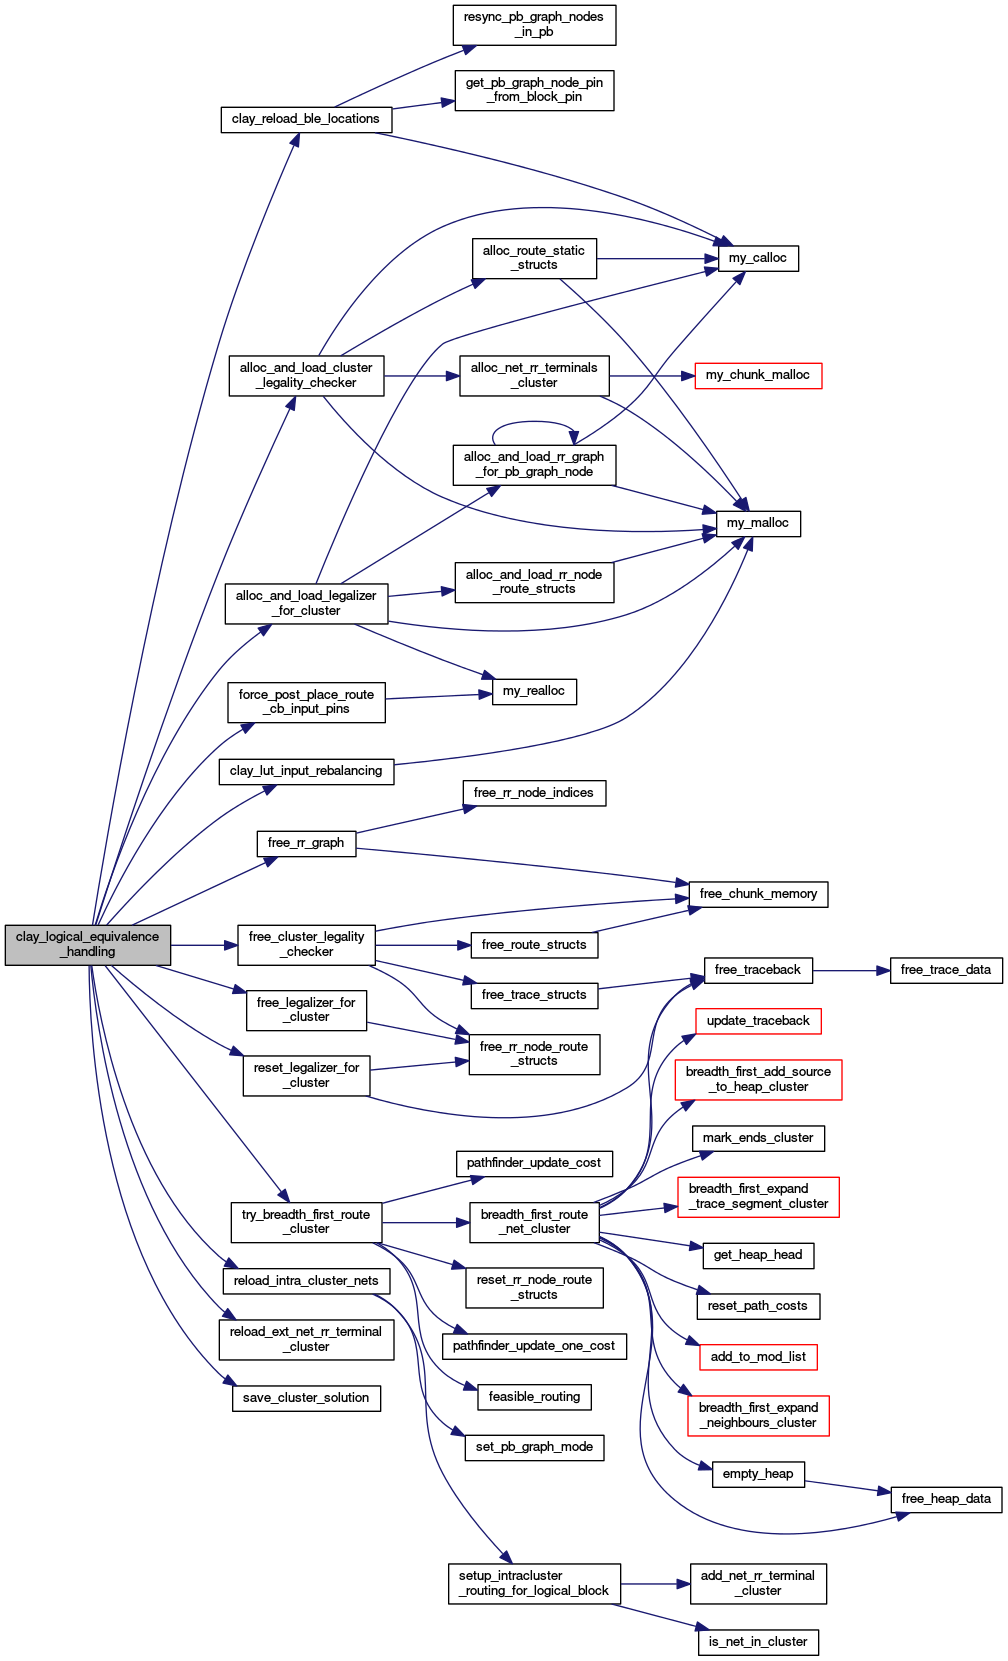 resync_pb_graph_nodes
_in_pb
get_pb_graph_node_pin
_from_block_pin
clay_reload_ble_locations
alloc_route_static
_structs
my_calloc
alloc_and_load_cluster
_legality_checker
alloc_net_rr_terminals
_cluster
my_chunk_malloc
alloc_and_load_rr_graph
_for_pb_graph_node
my_malloc
alloc_and_load_legalizer
_for_cluster
alloc_and_load_rr_node
_route_structs
force_post_place_route
_cb_input_pins
my_realloc
clay_lut_input_rebalancing
free_rr_node_indices
free_rr_graph
free_chunk_memory
clay_logical_equivalence
_handling
free_cluster_legality
_checker
free_route_structs
free_traceback
free_trace_data
free_trace_structs
free_legalizer_for
_cluster
update_traceback
free_rr_node_route
_structs
reset_legalizer_for
_cluster
breadth_first_add_source
_to_heap_cluster
mark_ends_cluster
pathfinder_update_cost
breadth_first_expand
_trace_segment_cluster
try_breadth_first_route
_cluster
breadth_first_route
_net_cluster
get_heap_head
reload_intra_cluster_nets
reset_rr_node_route
_structs
reset_path_costs
reload_ext_net_rr_terminal
_cluster
pathfinder_update_one_cost
add_to_mod_list
save_cluster_solution
feasible_routing
breadth_first_expand
_neighbours_cluster
set_pb_graph_mode
empty_heap
free_heap_data
setup_intracluster
_routing_for_logical_block
add_net_rr_terminal
_cluster
is_net_in_cluster